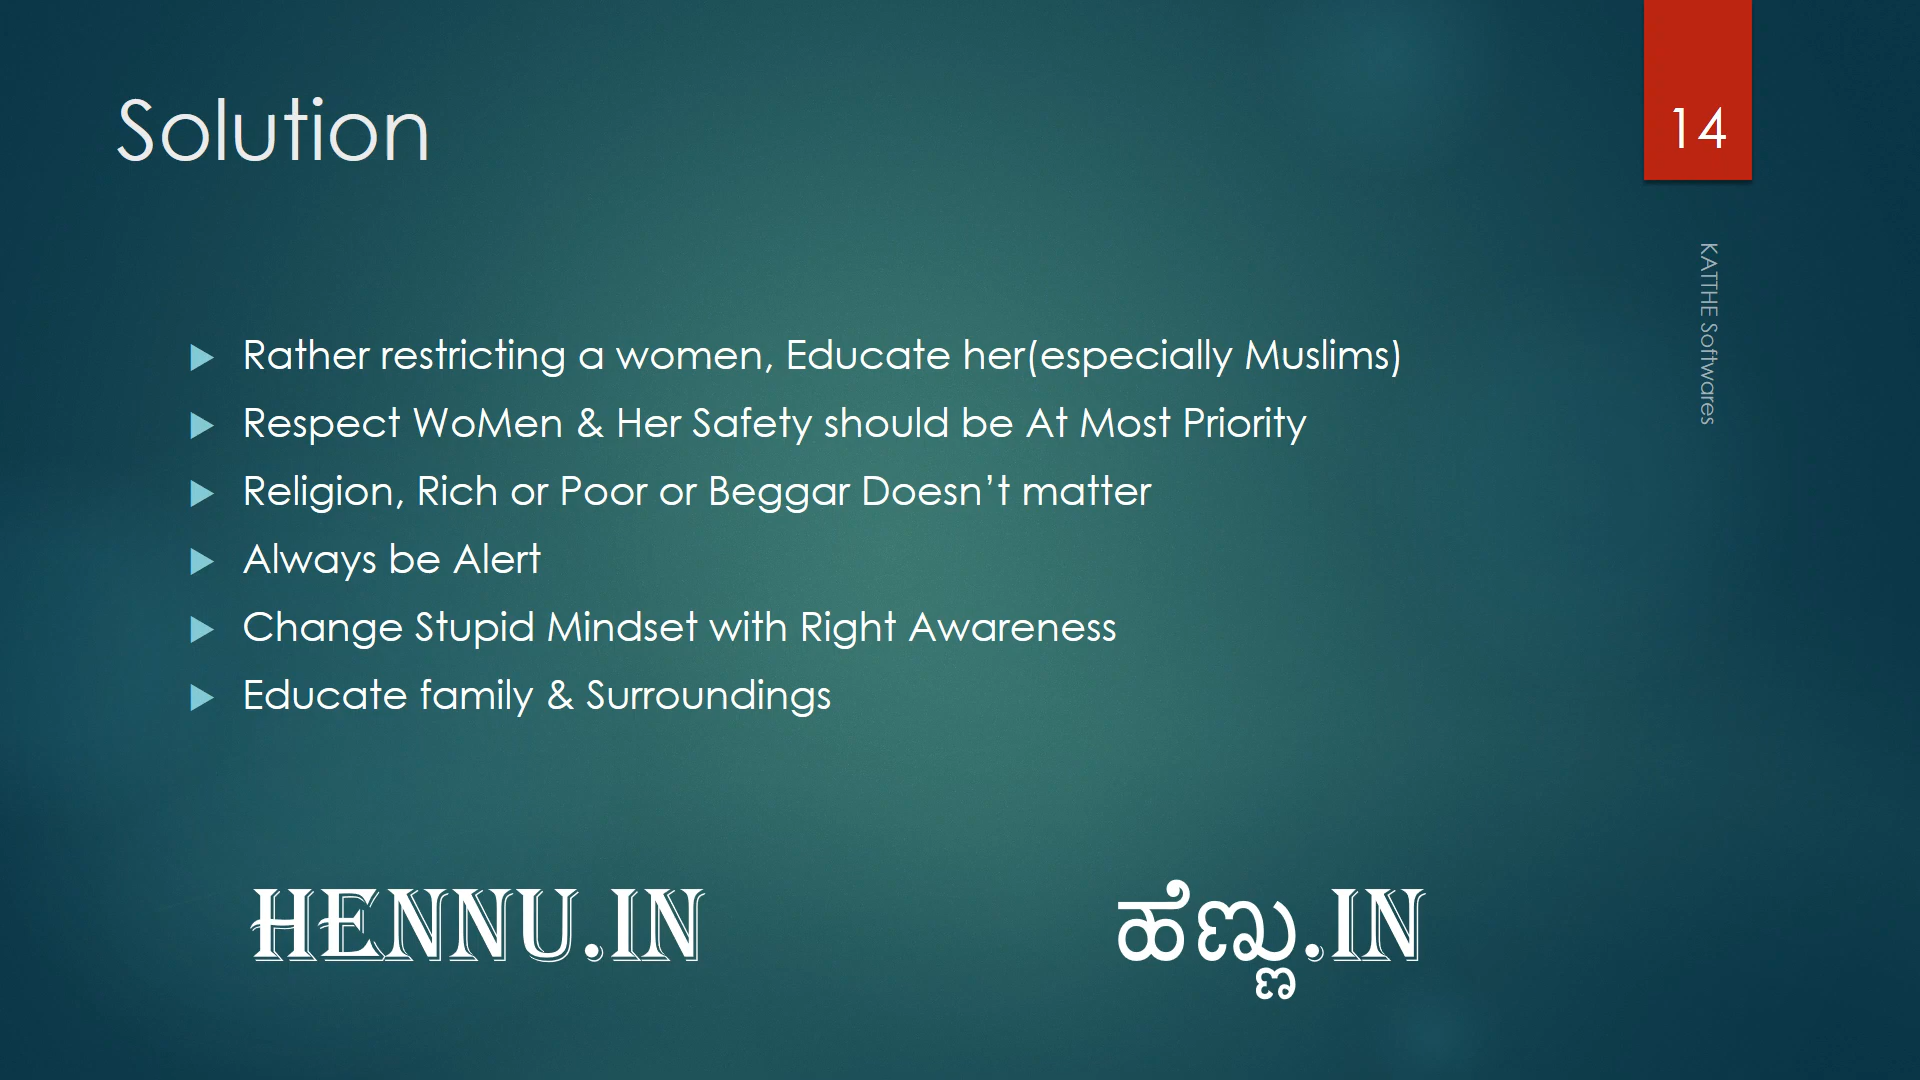 Solution
14
KATTHE Softwares
Rather restricting a women, Educate her(especially Muslims)
Respect WoMen & Her Safety should be At Most Priority
Religion, Rich or Poor or Beggar Doesn’t matter
Always be Alert
Change Stupid Mindset with Right Awareness
Educate family & Surroundings
HENNU.IN
ಹೆಣ್ಣು.IN